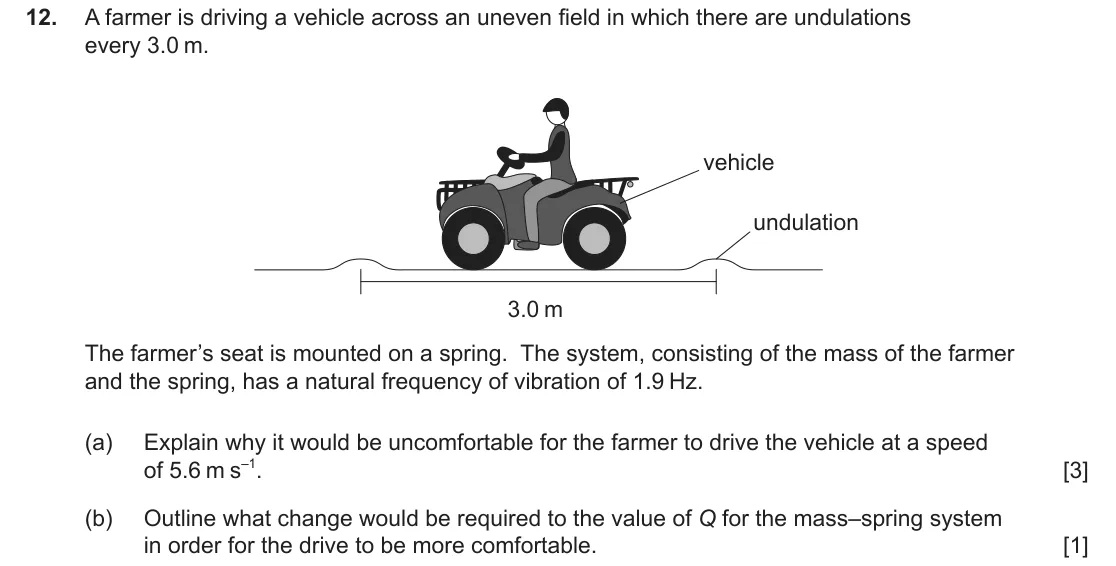 12. A farmer is driving a vehicle across an uneven field in which there are undulations
every 3.0 m.
vehicle
undulation
3.0 m
The farmer’s seat is mounted on a spring. The system, consisting of the mass of the farmer
and the spring, has a natural frequency of vibration of 1.9 Hz.
(a) Explain why it would be uncomfortable for the farmer to drive the vehicle at a speed
of 5.6 m s⁻¹. [3]
(b) Outline what change would be required to the value of Q for the mass–spring system
in order for the drive to be more comfortable. [1]